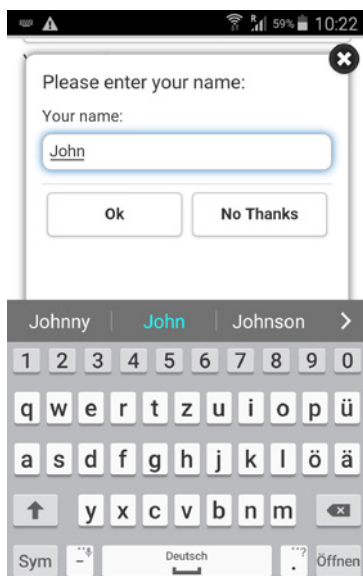 R 59% 10:22
Please enter your name:
Your name:
John
Ok No Thanks
Johnny John Johnson
1 2 3 4 5 6 7 8 9 0
q w e r t z u i o p ü
a s d f g h j k l ö ä
y x c v b n m
Sym - Deutsch . ? Öffnen